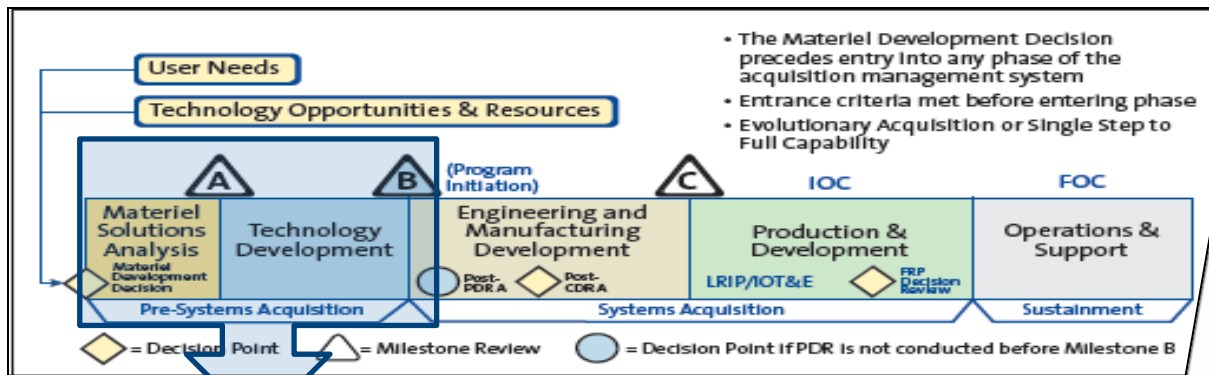 User Needs
Technology Opportunities & Resources
• The Materiel Development Decision
precedes entry into any phase of the
acquisition management system
• Entrance criteria met before entering phase
• Evolutionary Acquisition or Single Step to
Full Capability
A
B
(Program
Initiation)
C
IOC
FOC
Materiel
Solutions
Analysis
Materiel
Development
Decision
Technology
Development
Engineering and
Manufacturing
Development
Post-
PDR A
Post-
CDR A
Production &
Development
LRIP/IOT&E
FRP
Decision
Review
Operations &
Support
Pre-Systems Acquisition
Systems Acquisition
Sustainment
= Decision Point
= Milestone Review
= Decision Point if PDR is not conducted before Milestone B